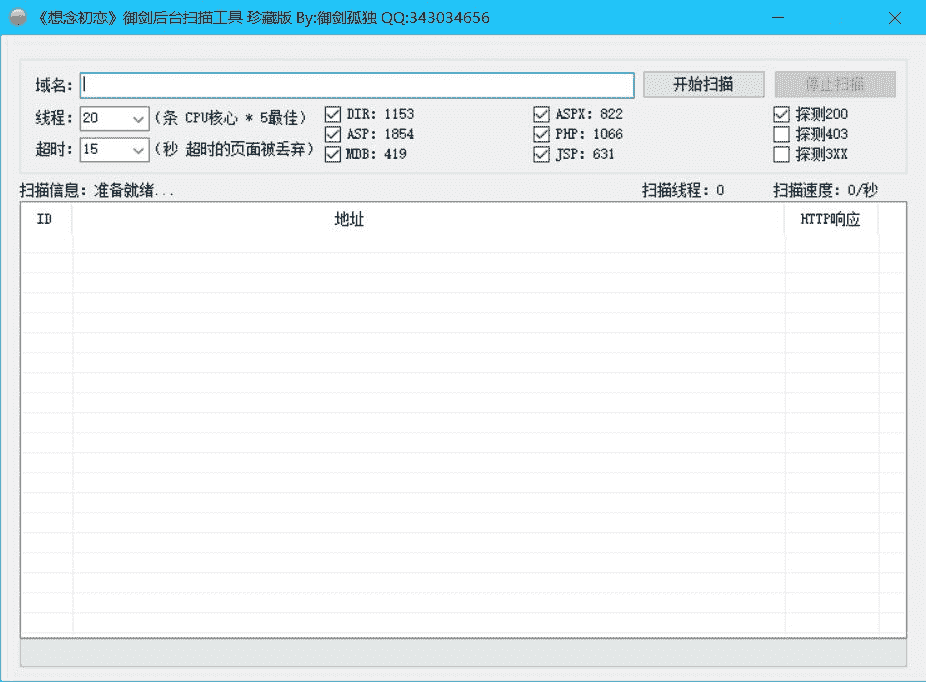 《想念初恋》御剑后台扫描工具 珍藏版 By:御剑孤独 QQ:343034656
域名: 开始扫描 停止扫描
线程: 20 (条 CPU核心 * 5最佳) DIR: 1153 ASPX: 822 探测200
ASP: 1854 PHP: 1066 探测403
超时: 15 (秒 超时的页面被丢弃) MDB: 419 JSP: 631 探测3XX
扫描信息: 准备就绪... 扫描线程: 0 扫描速度: 0/秒
ID 地址 HTTP响应